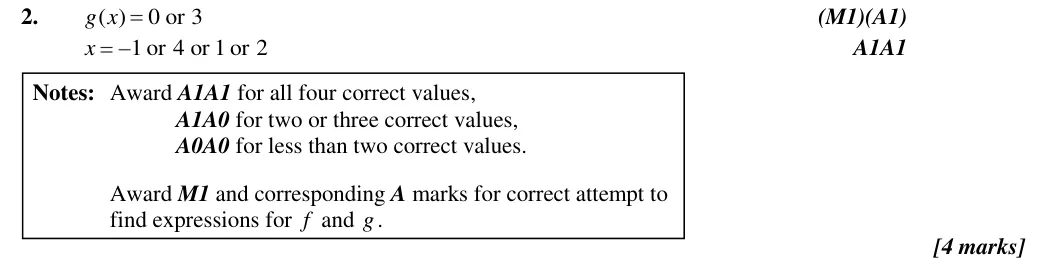 2. g(x) = 0 or 3 (M1)(A1)
x = –1 or 4 or 1 or 2 A1A1
Notes: Award A1A1 for all four correct values,
A1A0 for two or three correct values,
A0A0 for less than two correct values.
Award M1 and corresponding A marks for correct attempt to
find expressions for f and g.
[4 marks]